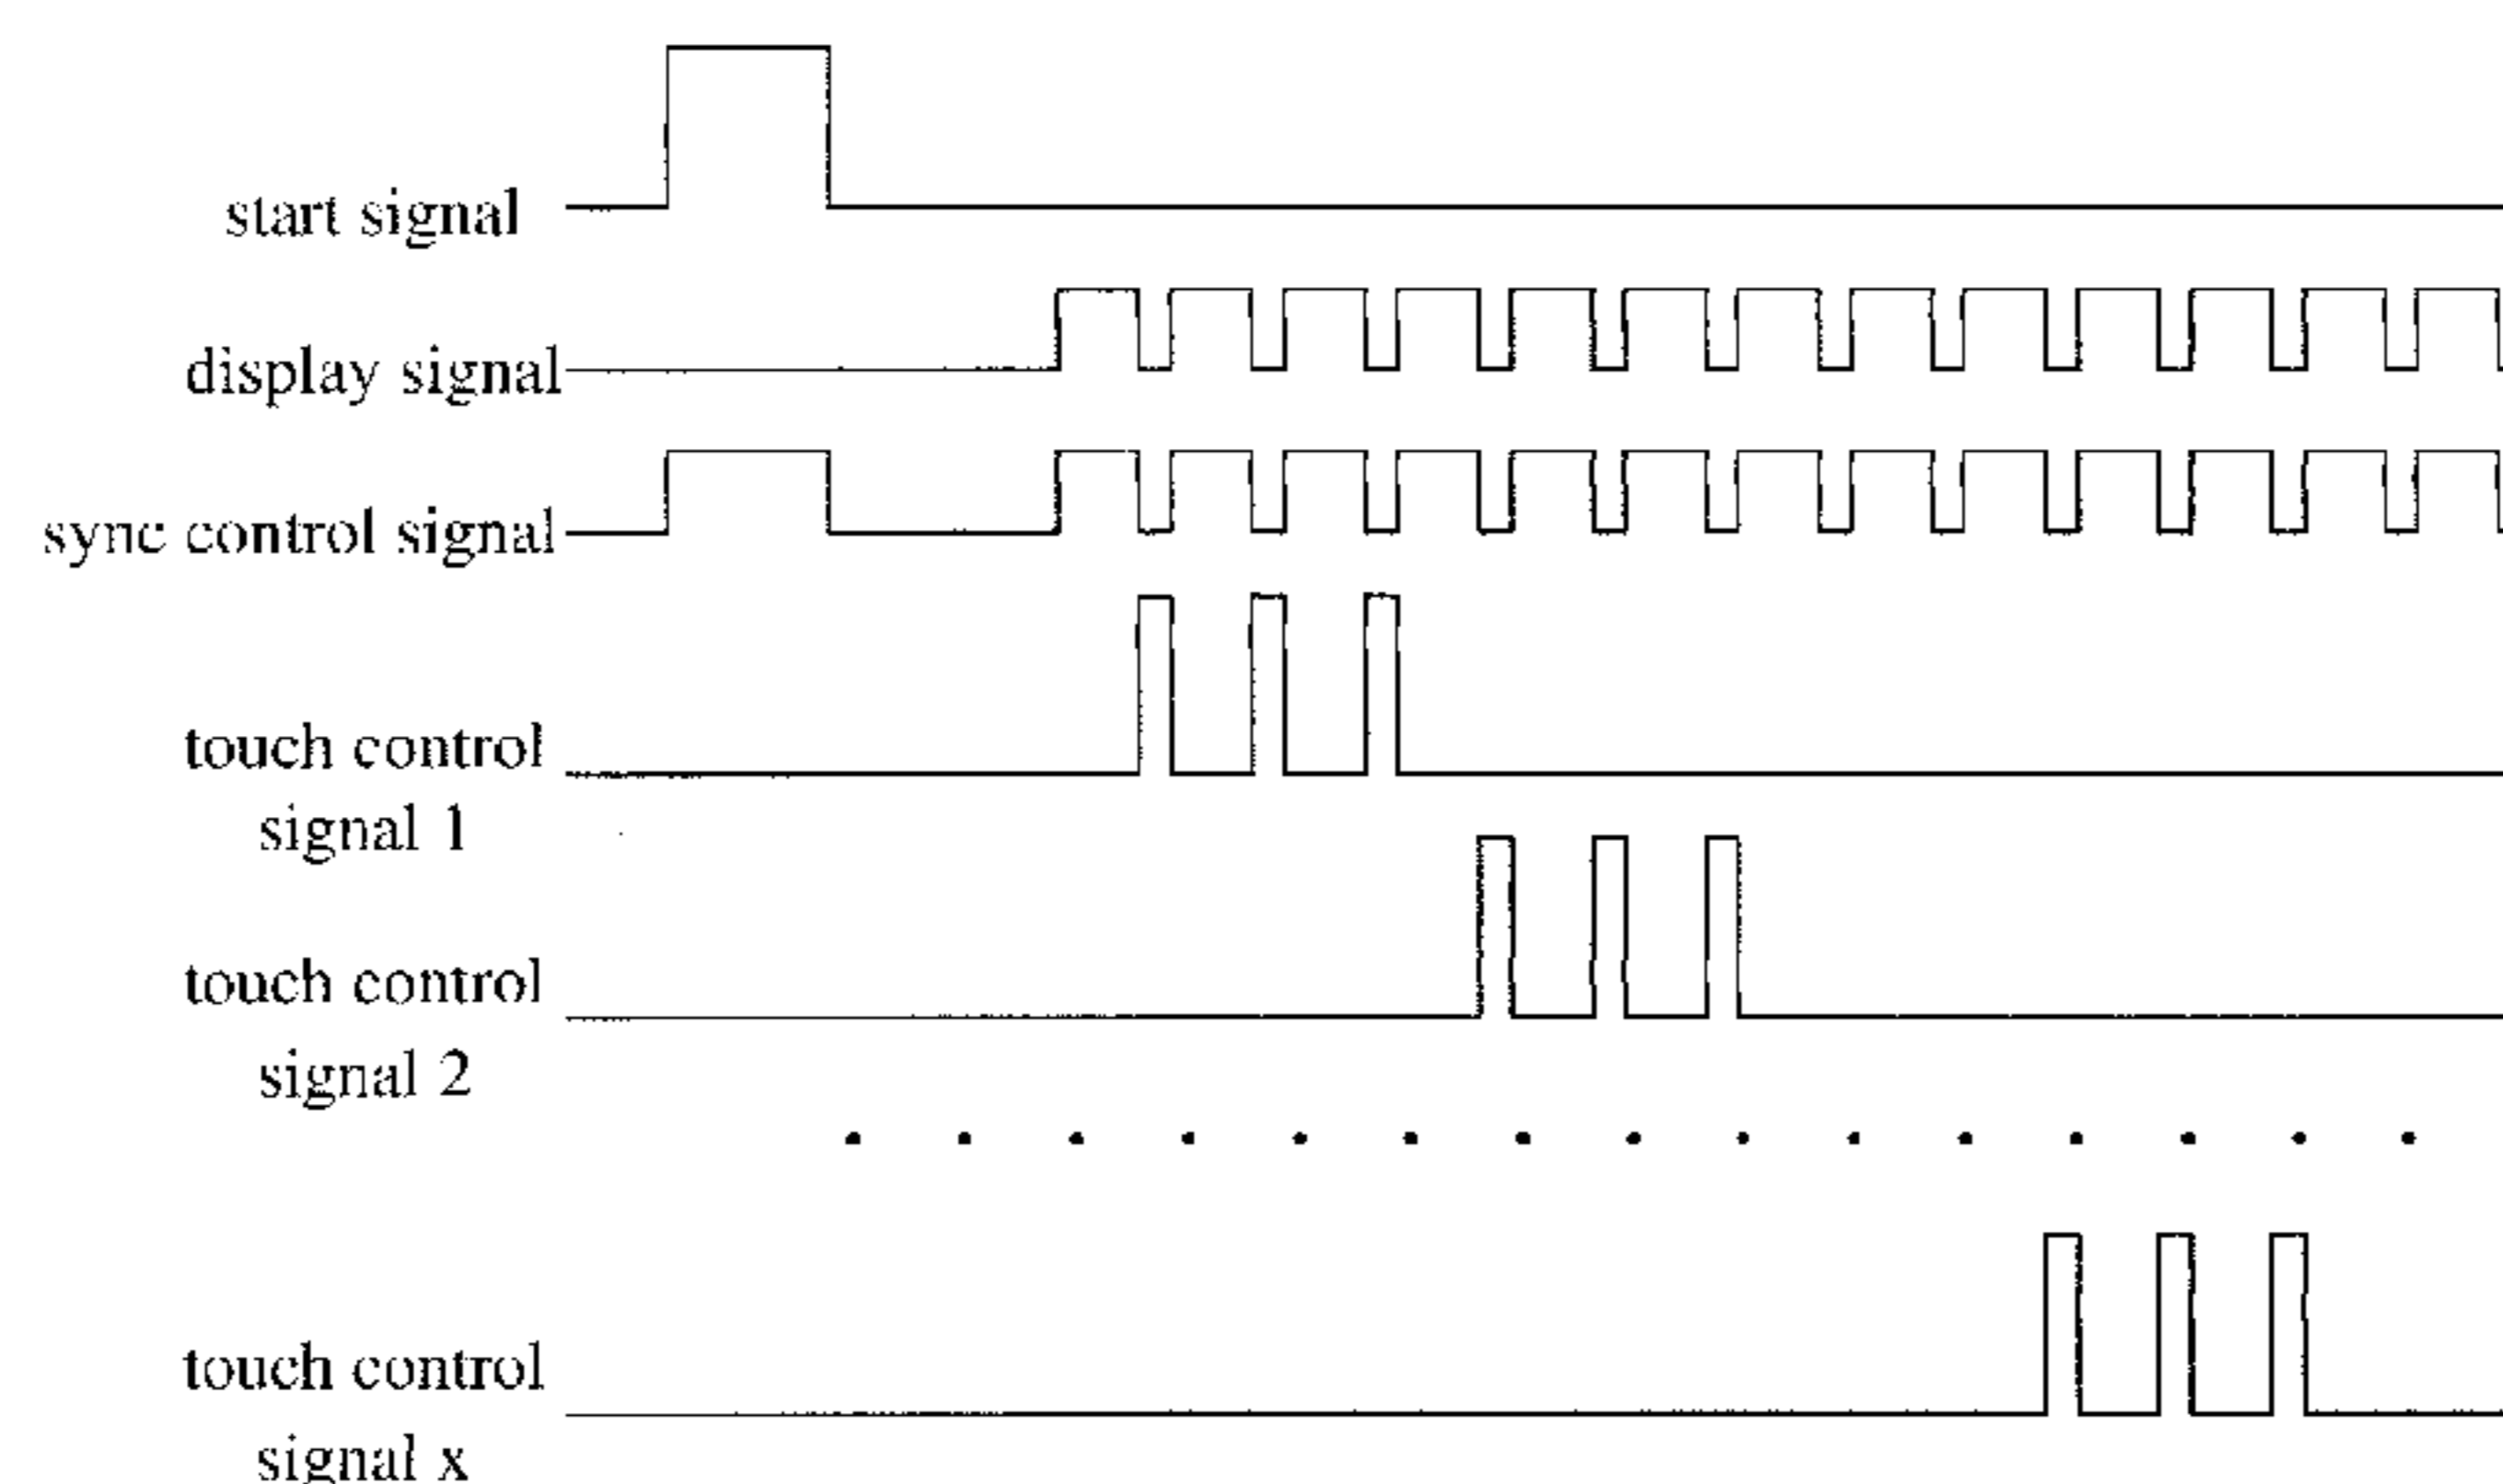 start signal
display signal
sync control signal
touch control
signal 1
touch control
signal 2
touch control
signal x